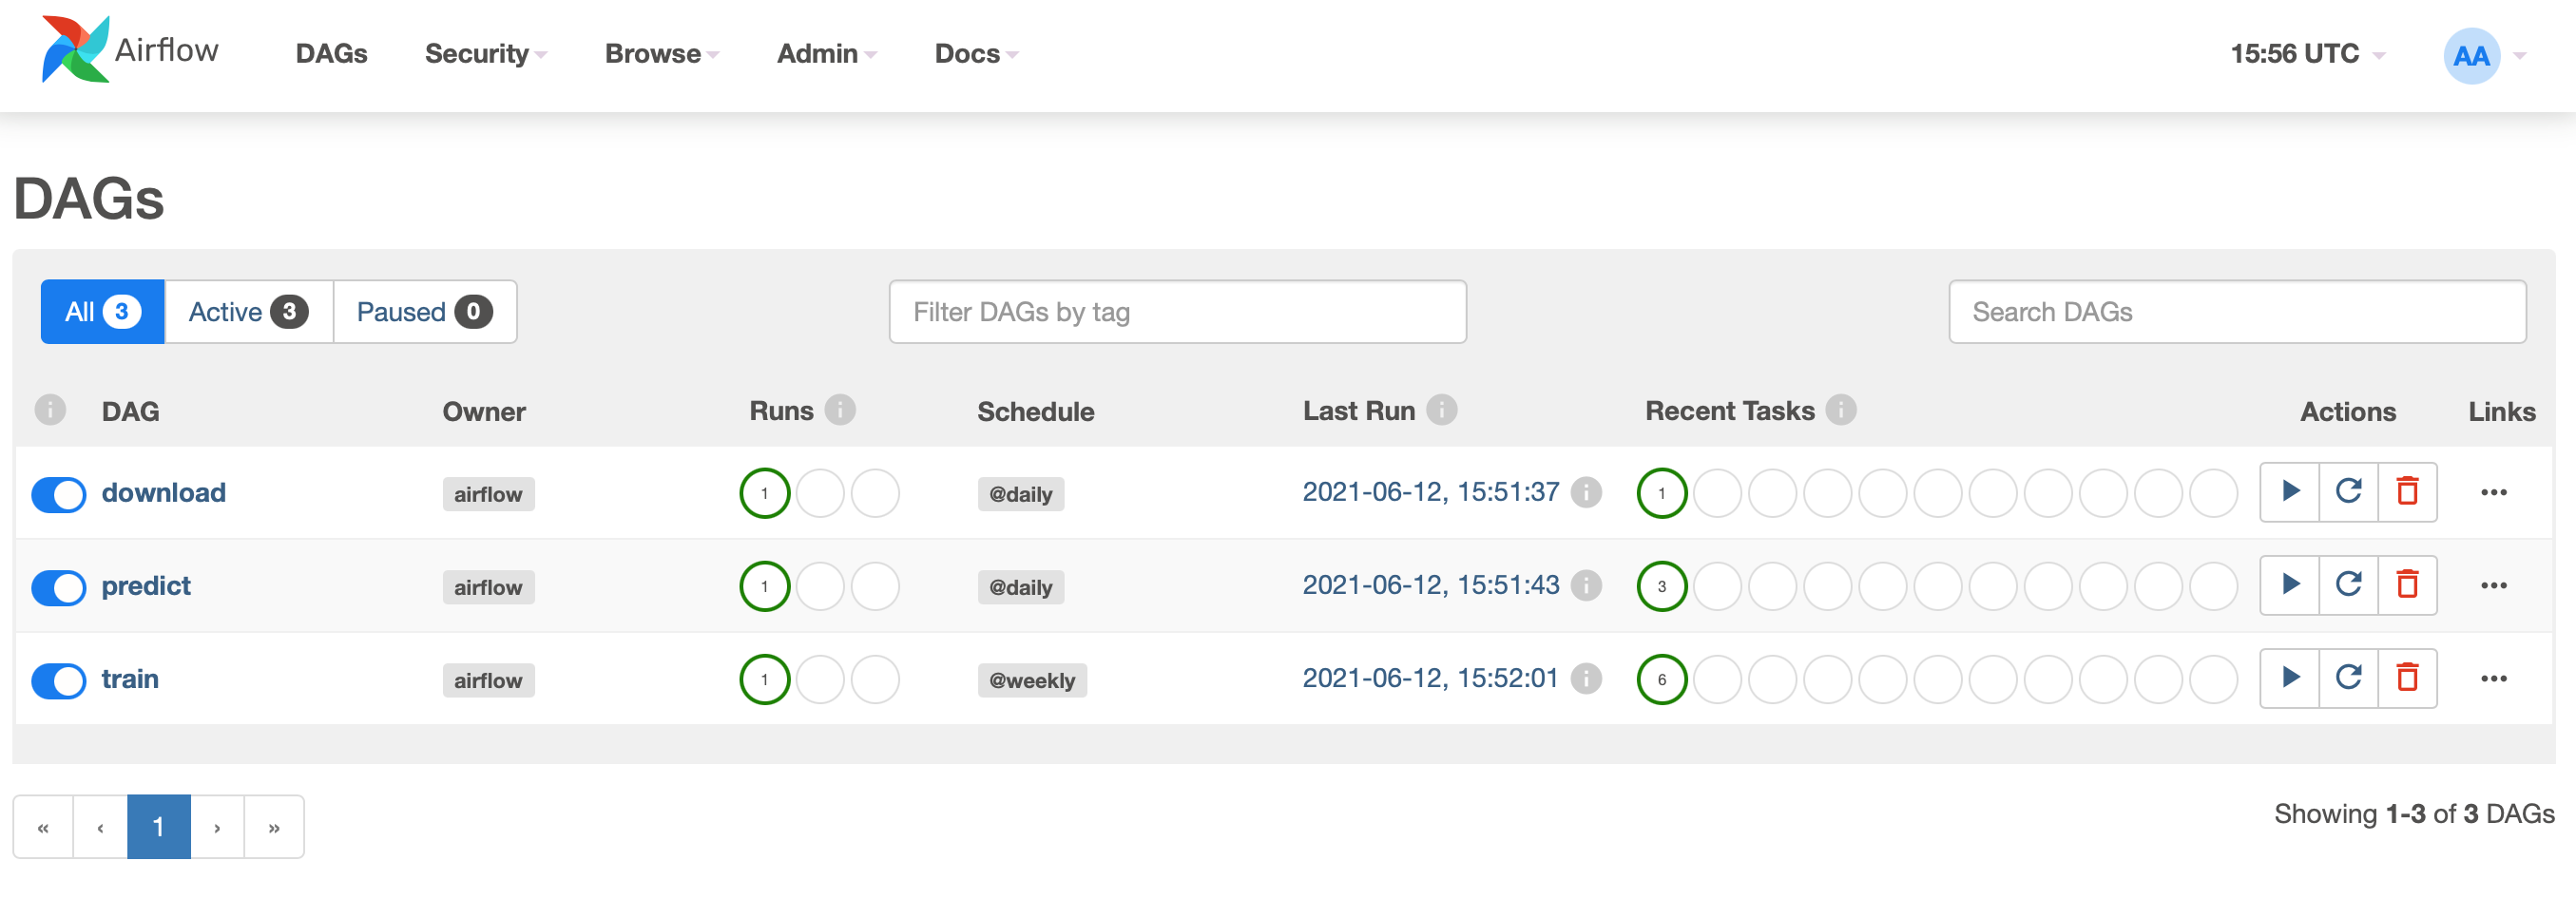 Airflow DAGs Security Browse Admin Docs 15:56 UTC AA
DAGs
All 3 Active 3 Paused 0 Filter DAGs by tag Search DAGs
i DAG Owner Runs i Schedule Last Run i Recent Tasks i Actions Links
download airflow 1 @daily 2021-06-12, 15:51:37 i 1 ...
predict airflow 1 @daily 2021-06-12, 15:51:43 i 3 ...
train airflow 1 @weekly 2021-06-12, 15:52:01 i 6 ...
« ‹ 1 › » Showing 1-3 of 3 DAGs